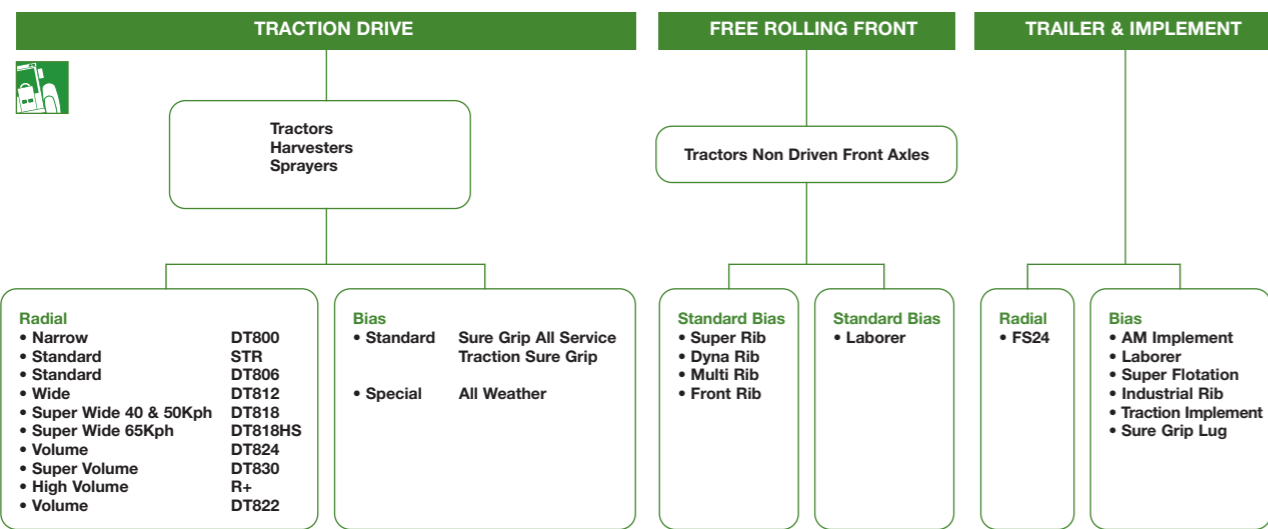 TRACTION DRIVE
FREE ROLLING FRONT
TRAILER & IMPLEMENT
Tractors
Harvesters
Sprayers
Tractors Non Driven Front Axles
Radial
• Narrow DT800
• Standard STR
• Standard DT806
• Wide DT812
• Super Wide 40 & 50Kph DT818
• Super Wide 65Kph DT818HS
• Volume DT824
• Super Volume DT830
• High Volume R+
• Volume DT822
Bias
• Standard Sure Grip All Service
Traction Sure Grip
• Special All Weather
Standard Bias
• Super Rib
• Dyna Rib
• Multi Rib
• Front Rib
Standard Bias
• Laborer
Radial
• FS24
Bias
• AM Implement
• Laborer
• Super Flotation
• Industrial Rib
• Traction Implement
• Sure Grip Lug